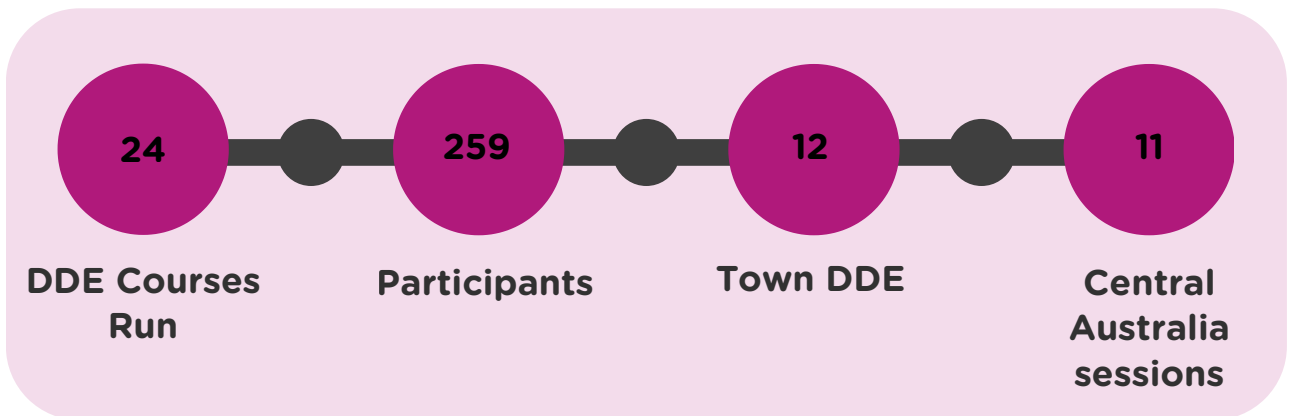 24
DDE Courses
Run
259
Participants
12
Town DDE
11
Central
Australia
sessions